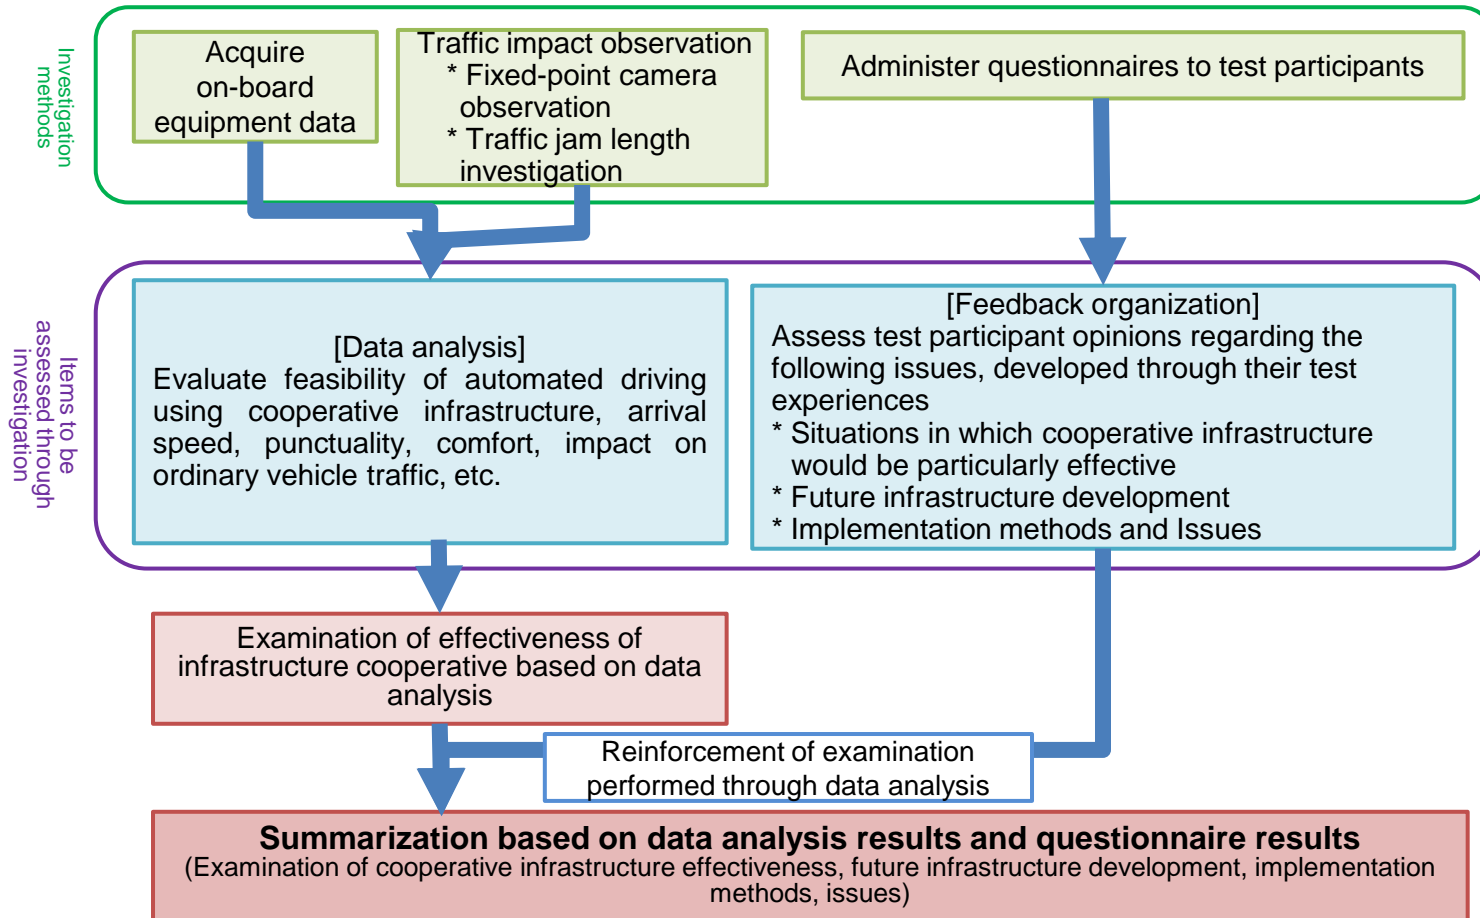 Investigation
methods
Acquire
on-board
equipment data
Traffic impact observation
* Fixed-point camera
observation
* Traffic jam length
investigation
Administer questionnaires to test participants
Items to be
assessed through
investigation
[Data analysis]
Evaluate feasibility of automated driving
using cooperative infrastructure, arrival
speed, punctuality, comfort, impact on
ordinary vehicle traffic, etc.
[Feedback organization]
Assess test participant opinions regarding the
following issues, developed through their test
experiences
* Situations in which cooperative infrastructure
would be particularly effective
* Future infrastructure development
* Implementation methods and Issues
Examination of effectiveness of
infrastructure cooperative based on data
analysis
Reinforcement of examination
performed through data analysis
Summarization based on data analysis results and questionnaire results
(Examination of cooperative infrastructure effectiveness, future infrastructure development, implementation
methods, issues)